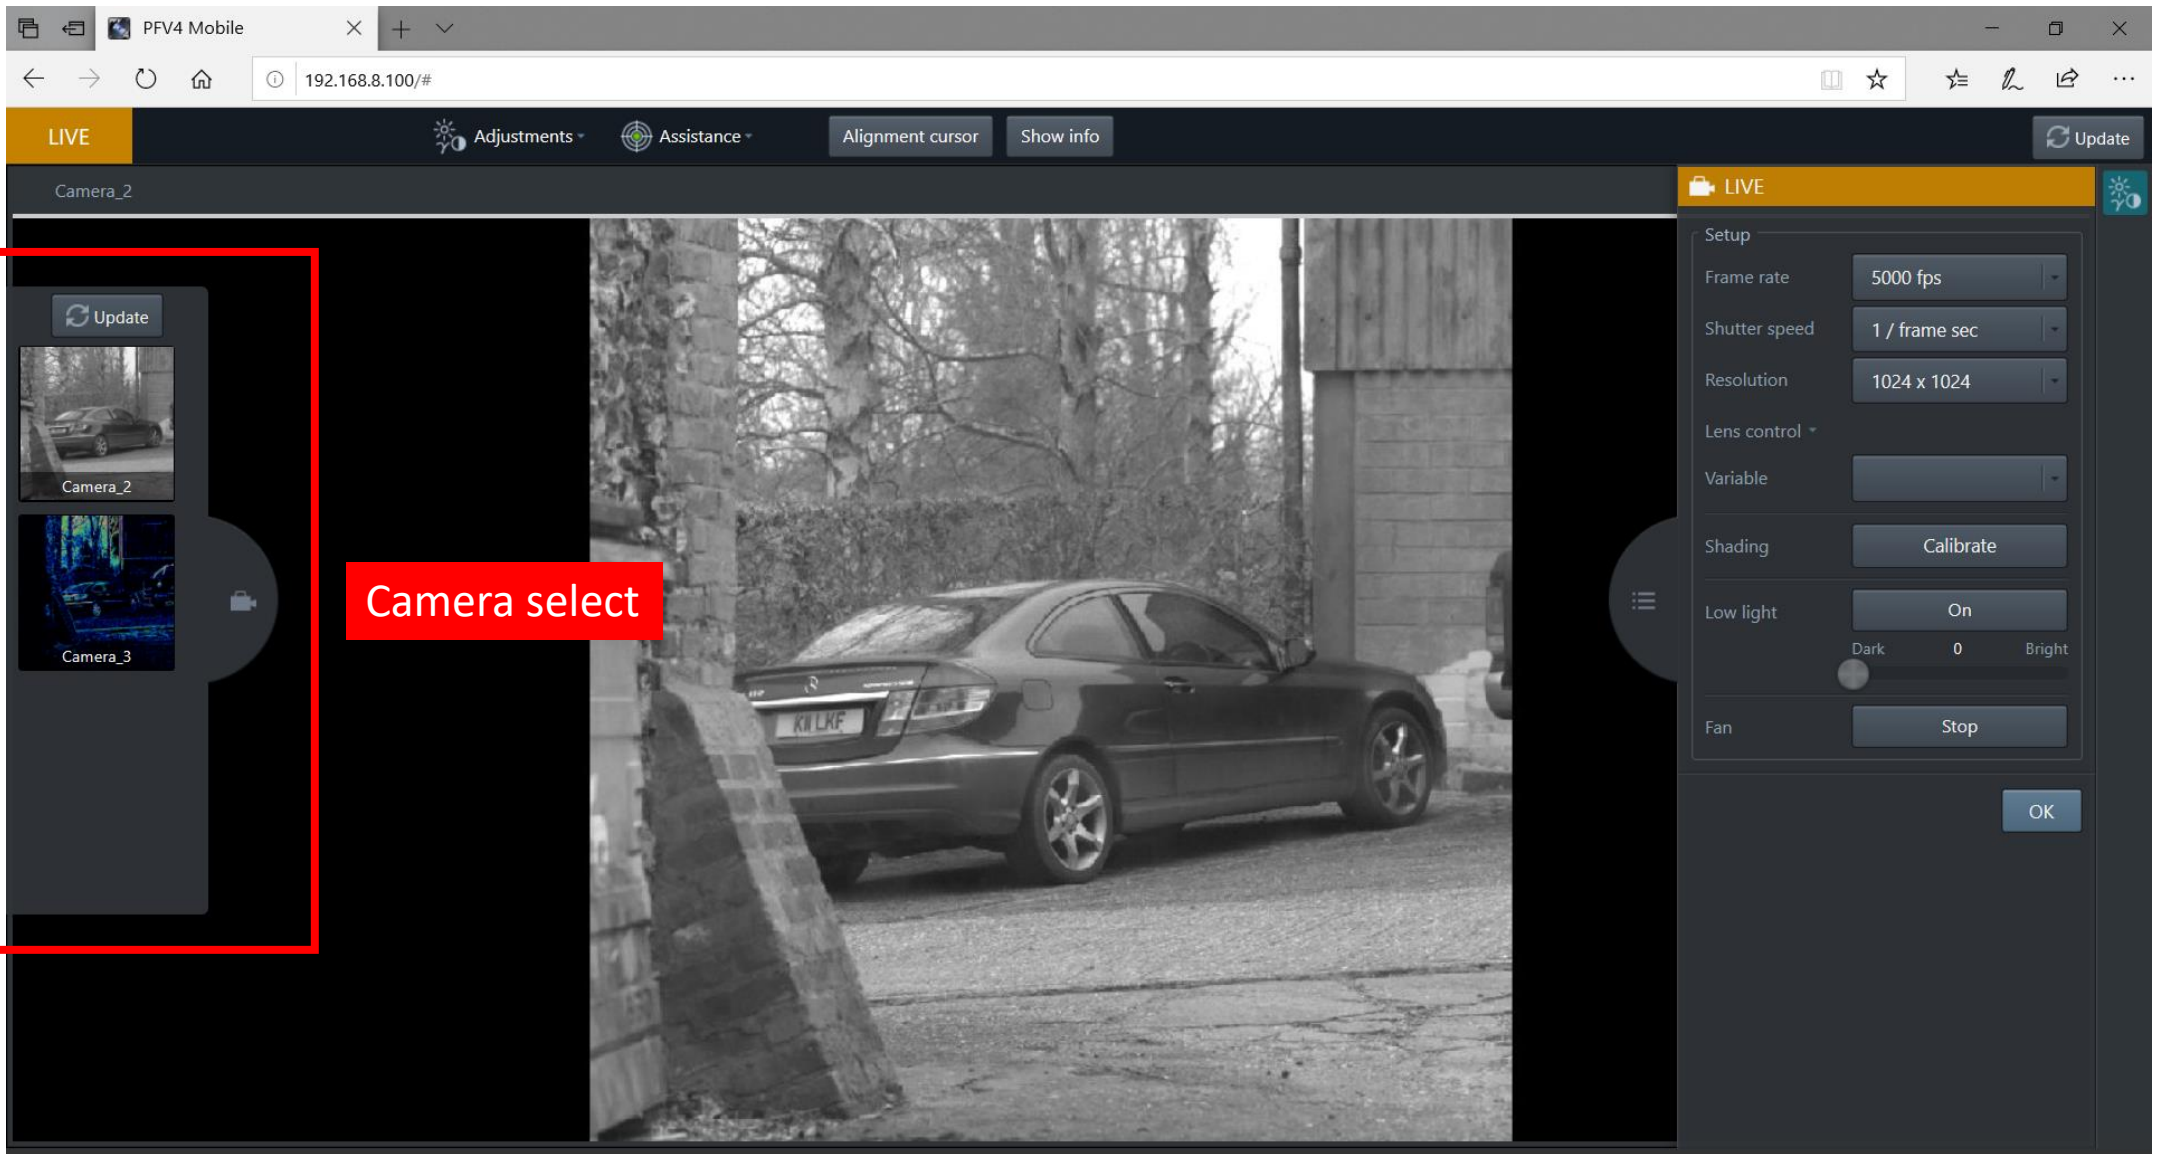 PFV4 Mobile
192.168.8.100/#
LIVE
Adjustments
Assistance
Alignment cursor
Show info
Update
Camera_2
LIVE
Setup
Frame rate
5000 fps
Shutter speed
1 / frame sec
Resolution
1024 x 1024
Lens control
Variable
Shading
Calibrate
Low light
On
Dark 0 Bright
Fan
Stop
OK
Update
Camera_2
Camera_3
Camera select